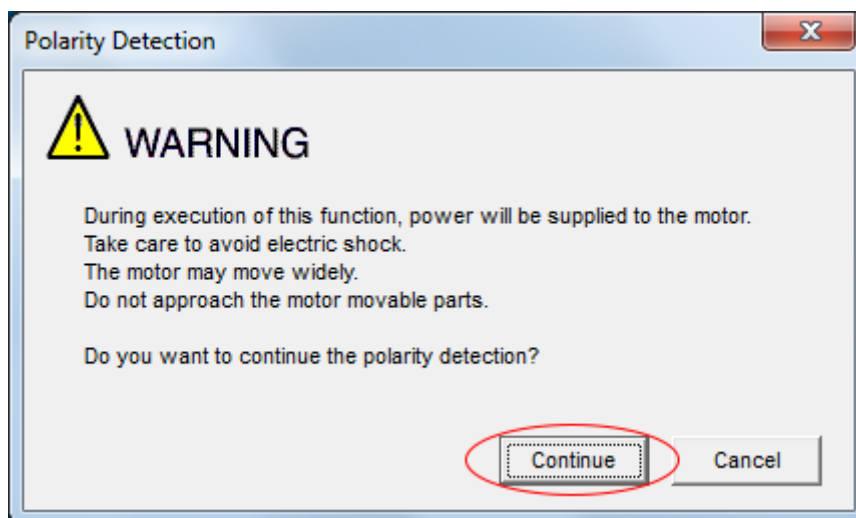 Polarity Detection
WARNING
During execution of this function, power will be supplied to the motor.
Take care to avoid electric shock.
The motor may move widely.
Do not approach the motor movable parts.
Do you want to continue the polarity detection?
Continue
Cancel